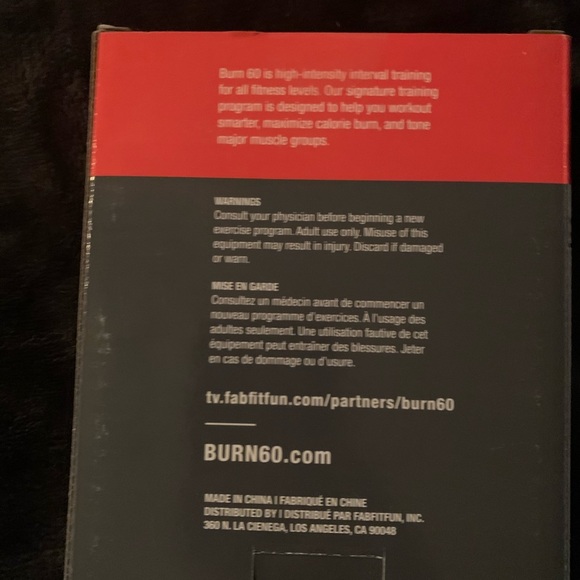 Burn 60 is high-intensity interval training
for all fitness levels. Our signature training
program is designed to help you workout
smarter, maximize calorie burn, and tone
major muscle groups.
WARNINGS
Consult your physician before beginning a new
exercise program. Adult use only. Misuse of this
equipment may result in injury. Discard if damaged
or warn.
MISE EN GARDE
Consultez un médecin avant de commencer un
nouveau programme d'exercices. À l'usage des
adultes seulement. Une utilisation fautive de cet
équipement peut entraîner des blessures. Jeter
en cas de dommage ou d'usure.
tv.fabfitfun.com/partners/burn60
BURN60.com
MADE IN CHINA | FABRIQUÉ EN CHINE
DISTRIBUTED BY | DISTRIBUÉ PAR FABFITFUN, INC.
360 N. LA CIENEGA, LOS ANGELES, CA 90048